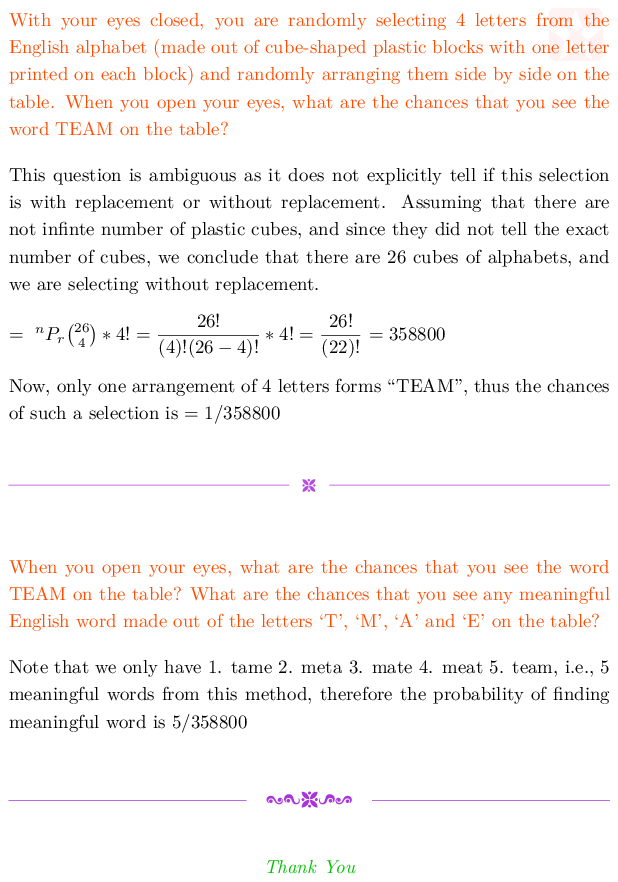 With your eyes closed, you are randomly selecting 4 letters from the
English alphabet (made out of cube-shaped plastic blocks with one letter
printed on each block) and randomly arranging them side by side on the
table. When you open your eyes, what are the chances that you see the
word TEAM on the table?
This question is ambiguous as it does not explicitly tell if this selection
is with replacement or without replacement. Assuming that there are
not infinte number of plastic cubes, and since they did not tell the exact
number of cubes, we conclude that there are 26 cubes of alphabets, and
we are selecting without replacement.
= ⁿPᵣ(26 4) * 4! = 26!/((4)!(26 − 4)!) * 4! = 26!/(22)! = 358800
Now, only one arrangement of 4 letters forms “TEAM”, thus the chances
of such a selection is = 1/358800
When you open your eyes, what are the chances that you see the word
TEAM on the table? What are the chances that you see any meaningful
English word made out of the letters ‘T’, ‘M’, ‘A’ and ‘E’ on the table?
Note that we only have 1. tame 2. meta 3. mate 4. meat 5. team, i.e., 5
meaningful words from this method, therefore the probability of finding
meaningful word is 5/358800
Thank You